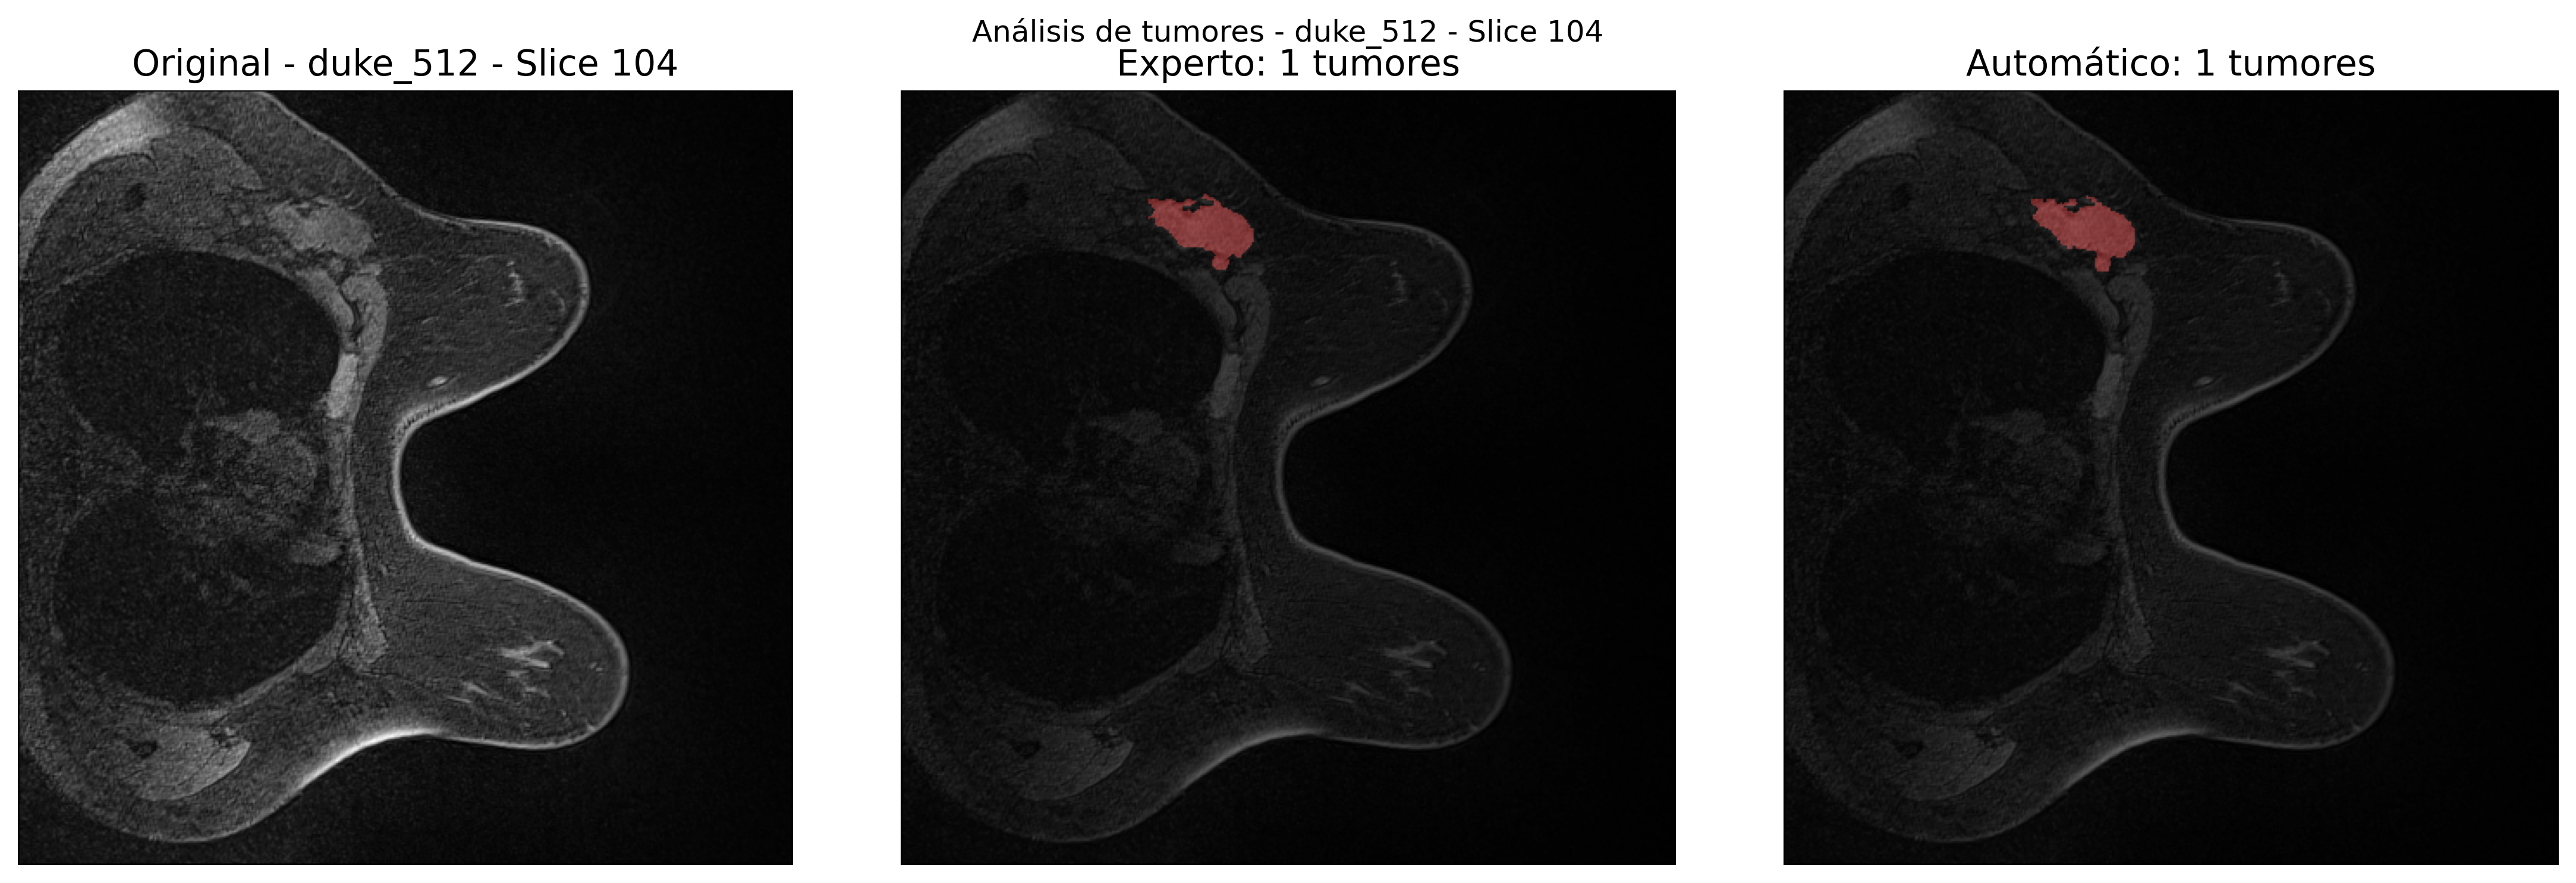 Análisis de tumores - duke_512 - Slice 104
Original - duke_512 - Slice 104
Experto: 1 tumores
Automático: 1 tumores